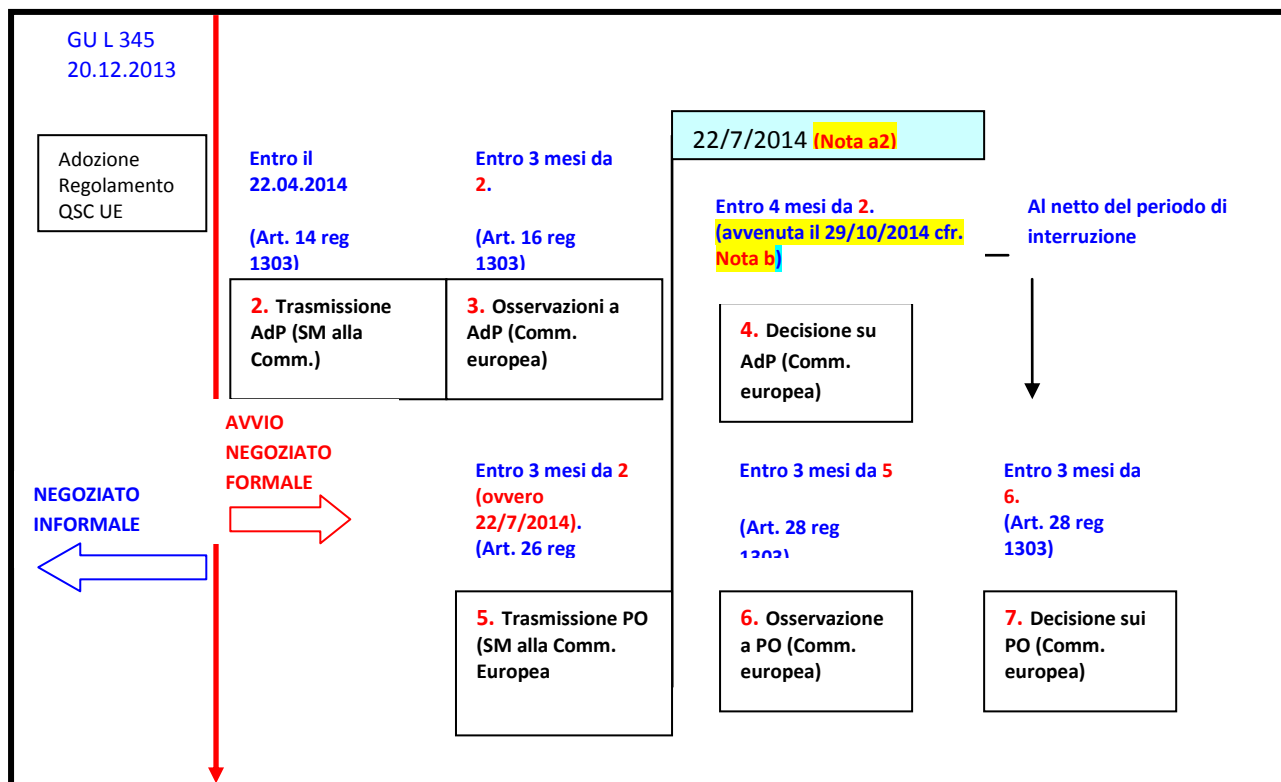 GU L 345
20.12.2013
Adozione
Regolamento
QSC UE
Entro il
22.04.2014
(Art. 14 reg
1303)
Entro 3 mesi da
2.
(Art. 16 reg
1303)
22/7/2014 (Nota a2)
Entro 4 mesi da 2.
(avvenuta il 29/10/2014 cfr.
Nota b)
Al netto del periodo di
interruzione
2. Trasmissione
AdP (SM alla
Comm.)
3. Osservazioni a
AdP (Comm.
europea)
4. Decisione su
AdP (Comm.
europea)
AVVIO
NEGOZIATO
FORMALE
NEGOZIATO
INFORMALE
Entro 3 mesi da 2
(ovvero
22/7/2014).
(Art. 26 reg
Entro 3 mesi da 5
(Art. 28 reg
1303)
Entro 3 mesi da
6.
(Art. 28 reg
1303)
5. Trasmissione PO
(SM alla Comm.
Europea
6. Osservazione
a PO (Comm.
europea)
7. Decisione sui
PO (Comm.
europea)